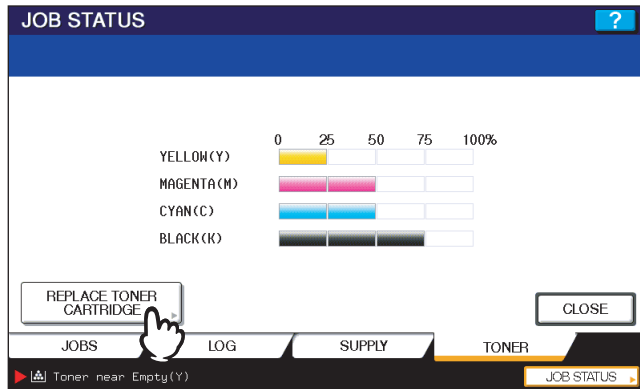 JOB STATUS
?
0 25 50 75 100%
YELLOW(Y)
MAGENTA(M)
CYAN(C)
BLACK(K)
REPLACE TONER
CARTRIDGE
CLOSE
JOBS LOG SUPPLY TONER
Toner near Empty(Y)
JOB STATUS